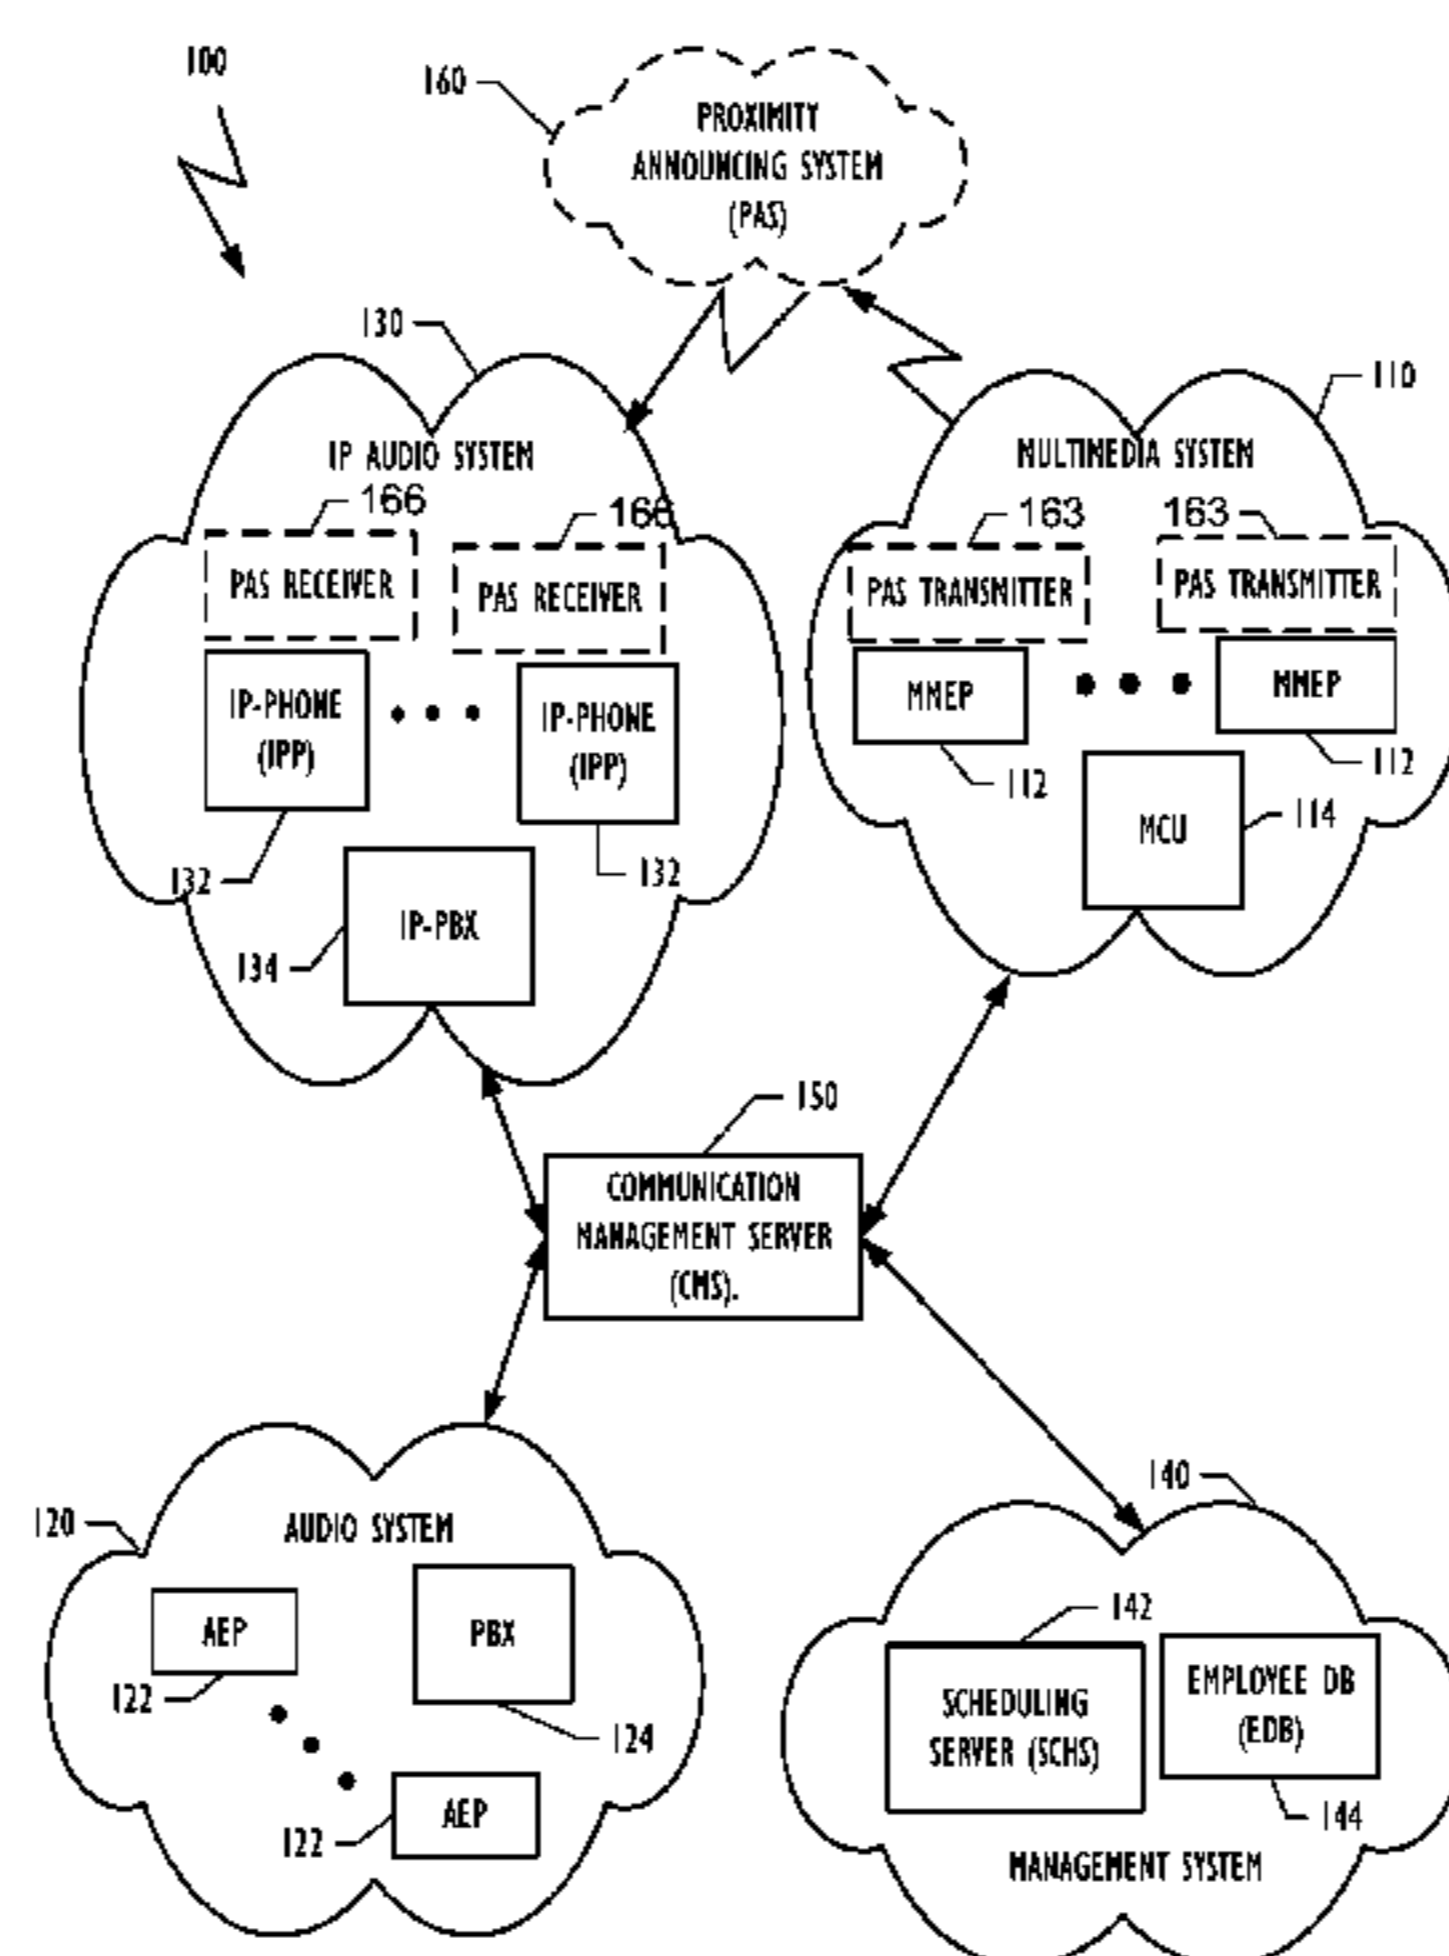 100
160
PROXIMITY
ANNOUNCING SYSTEM
(PAS)
130
110
IP AUDIO SYSTEM
MULTIMEDIA SYSTEM
166
166
163
163
PAS RECEIVER
PAS RECEIVER
PAS TRANSMITTER
PAS TRANSMITTER
IP-PHONE
(IPP)
IP-PHONE
(IPP)
MMEP
MMEP
112
112
132
132
MCU
114
IP-PBX
134
150
COMMUNICATION
MANAGEMENT SERVER
(CMS).
120
AUDIO SYSTEM
140
AEP
PBX
122
124
AEP
122
142
SCHEDULING
SERVER (SCHS)
EMPLOYEE DB
(EDB)
144
MANAGEMENT SYSTEM